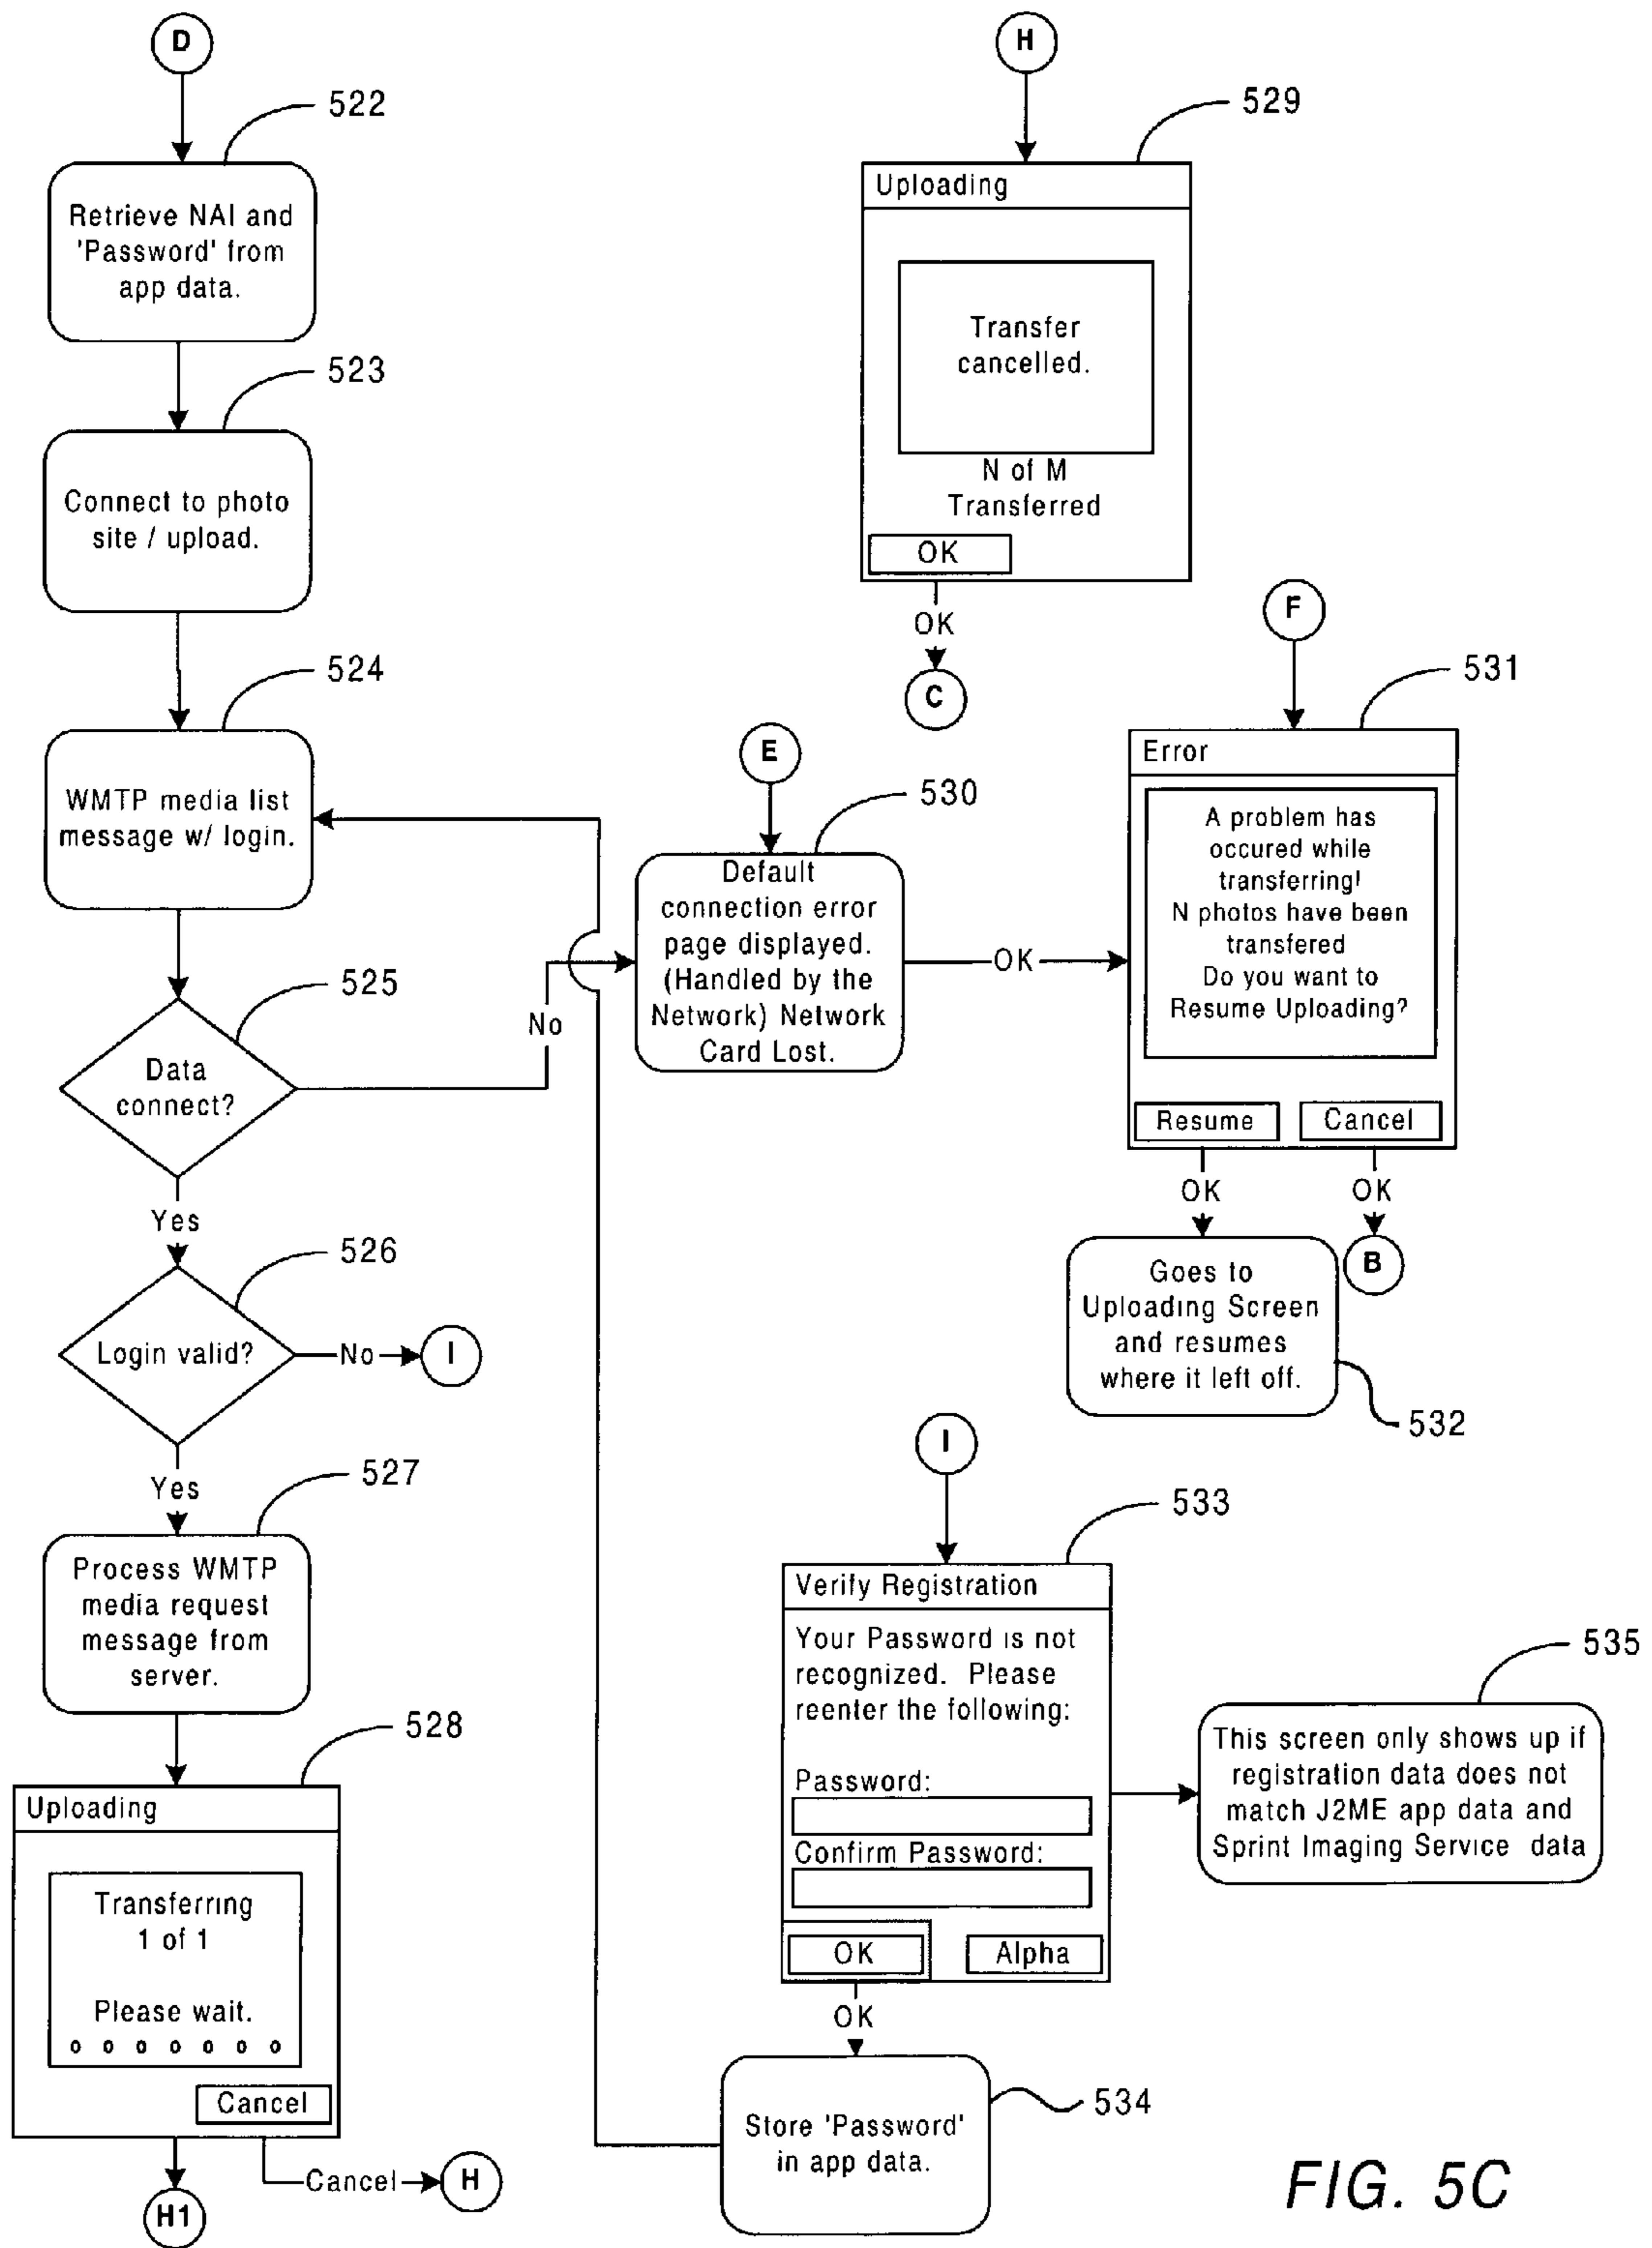 D
522
Retrieve NAI and
'Password' from
app data.
523
Connect to photo
site / upload.
524
WMTP media list
message w/ login.
525
Data
connect?
No
Yes
526
Login valid?
No
I
Yes
527
Process WMTP
media request
message from
server.
528
Uploading
Transferring
1 of 1
Please wait.
Cancel
Cancel
H
H1
H
529
Uploading
Transfer
cancelled.
N of M
Transferred
OK
OK
C
E
530
Default
connection error
page displayed.
(Handled by the
Network) Network
Card Lost.
OK
F
531
Error
A problem has
occured while
transferring!
N photos have been
transfered
Do you want to
Resume Uploading?
Resume Cancel
OK OK
B
Goes to
Uploading Screen
and resumes
where it left off.
532
I
533
Verify Registration
Your Password is not
recognized. Please
reenter the following:
Password:
Confirm Password:
OK Alpha
OK
535
This screen only shows up if
registration data does not
match J2ME app data and
Sprint Imaging Service data
534
Store 'Password'
in app data.
FIG. 5C